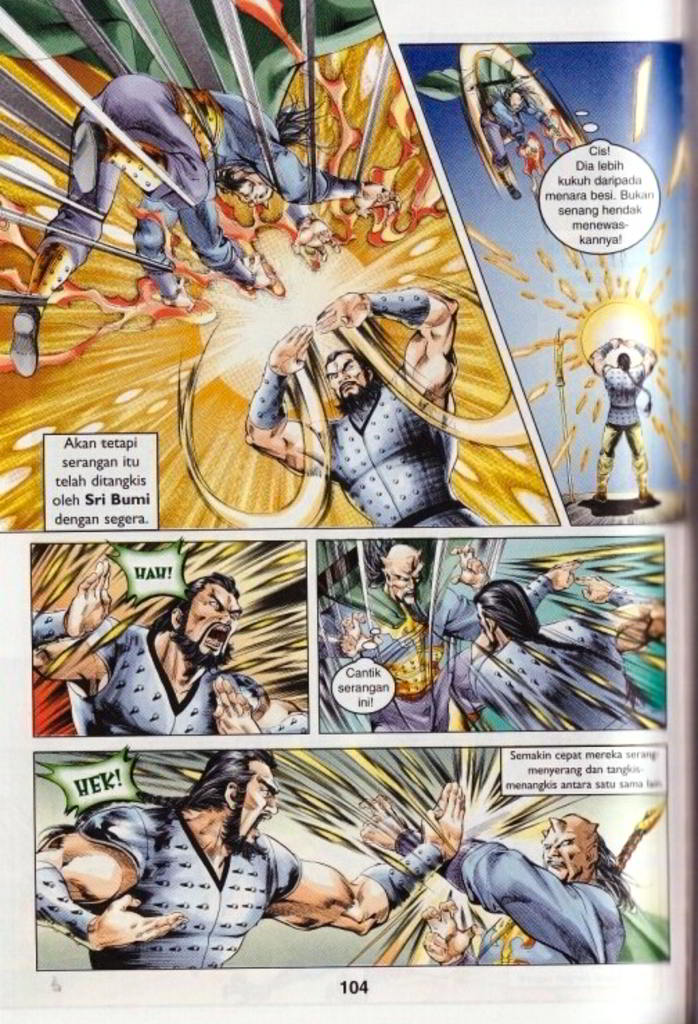 Cis!
Dia lebih
kukuh daripada
menara besi. Bukan
senang hendak
menewas-
kannya!
Akan tetapi
serangan itu
telah ditangkis
oleh Sri Bumi
dengan segera.
HAH!
Cantik
serangan
ini!
HEK!
Semakin cepat mereka serang-
menyerang dan tangkis-
menangkis antara satu sama lain
104